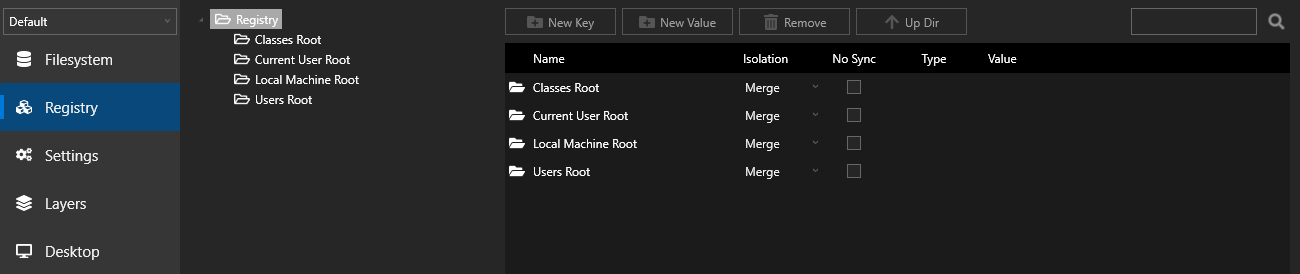 Default
Filesystem
Registry
Settings
Layers
Desktop
Registry
Classes Root
Current User Root
Local Machine Root
Users Root
New Key New Value Remove Up Dir
Name Isolation No Sync Type Value
Classes Root Merge
Current User Root Merge
Local Machine Root Merge
Users Root Merge